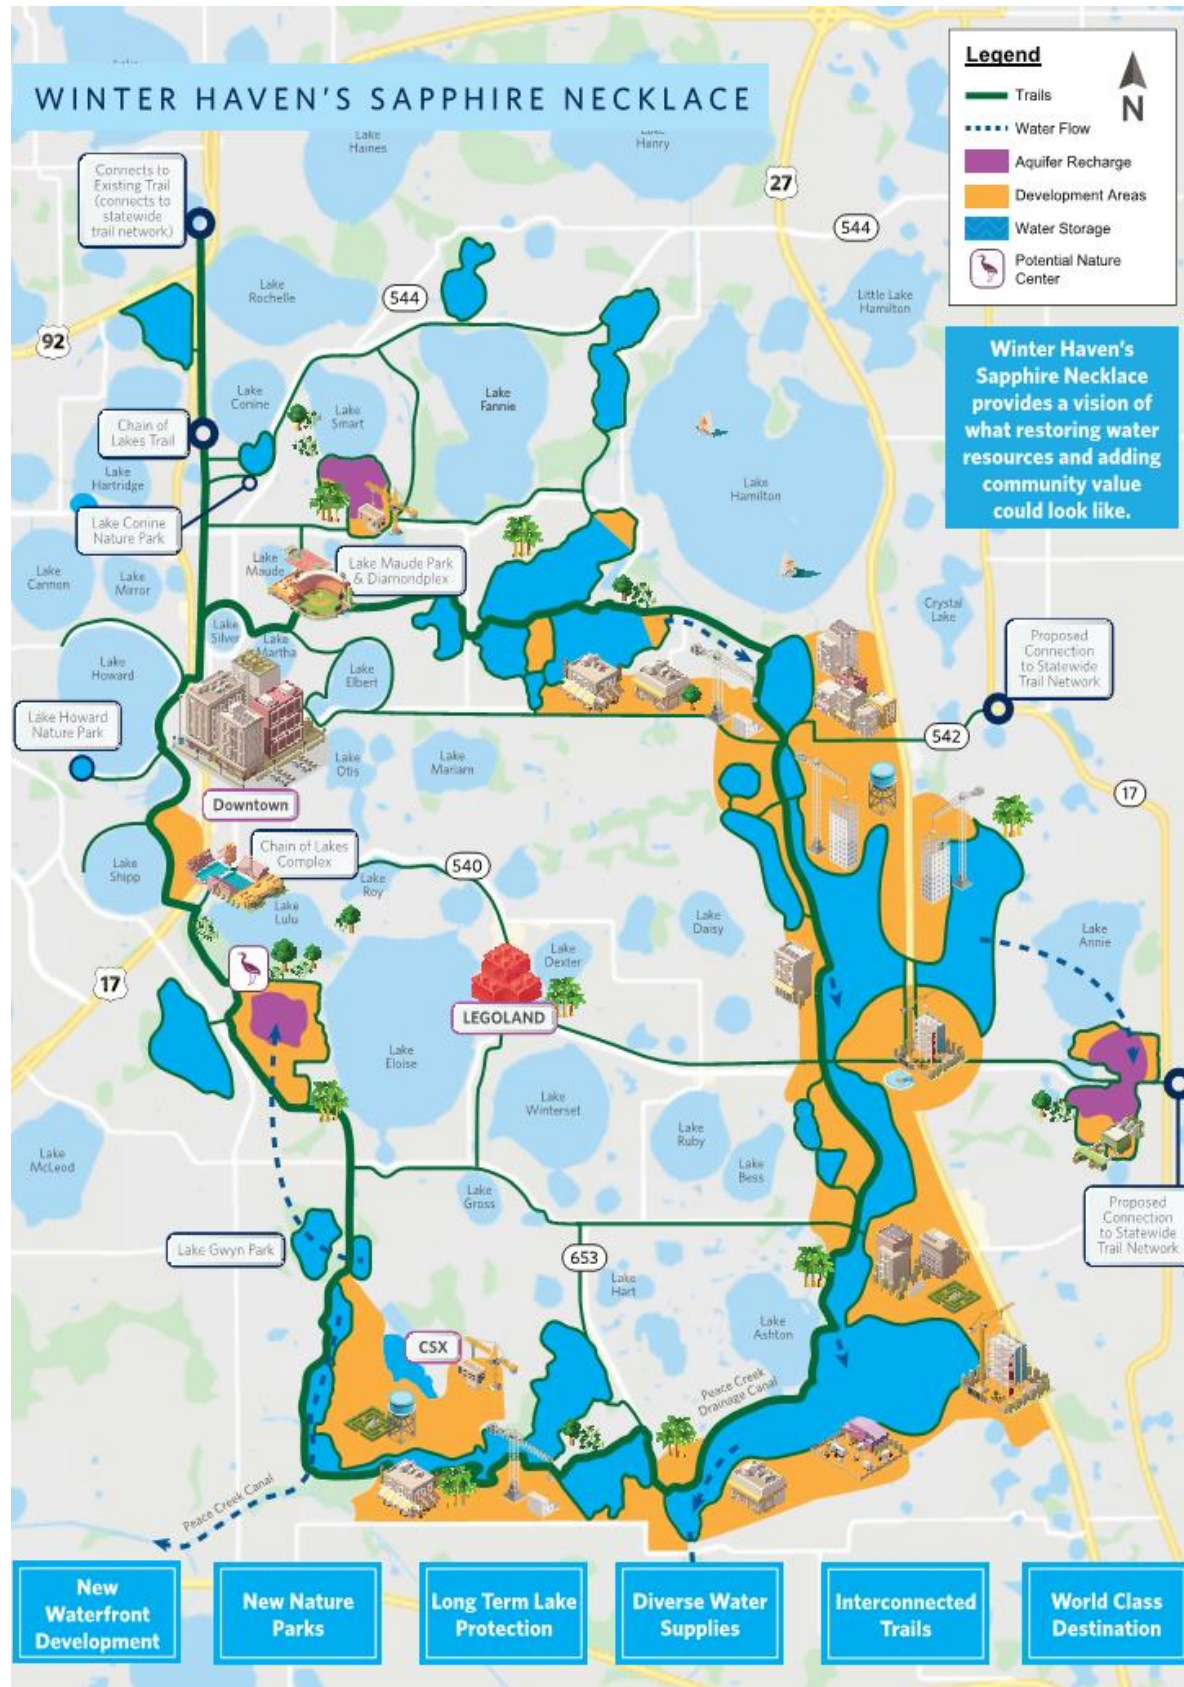 WINTER HAVEN'S SAPPHIRE NECKLACE
Legend
N
Trails
Water Flow
Aquifer Recharge
Development Areas
Water Storage
Potential Nature
Center
Winter Haven's
Sapphire Necklace
provides a vision of
what restoring water
resources and adding
community value
could look like.
Lake
Haines
Lake
Henry
Connects to
Existing Trail
(connects to
statewide
trail network)
27
544
Lake
Rochelle
544
Little Lake
Hamilton
92
Lake
Conine
Lake
Smart
Lake
Fannie
Chain of
Lakes Trail
Lake
Hartridge
Lake
Hamilton
Lake Conine
Nature Park
Lake
Cannon
Lake
Mirror
Lake
Maude
Lake Maude Park
& Diamondplex
Crystal
Lake
Lake
Silver
Lake
Martha
Lake
Howard
Lake
Elbert
Proposed
Connection
to Statewide
Trail Network
Lake Howard
Nature Park
542
Lake
Otis
Lake
Mariam
17
Downtown
Chain of Lakes
Complex
540
Lake
Shipp
Lake
Roy
Lake
Lulu
Lake
Daisy
Lake
Annie
Lake
Dexter
17
LEGOLAND
Lake
Eloise
Lake
Winterset
Lake
Ruby
Lake
McLeod
Lake
Bess
Lake
Gross
Proposed
Connection
to Statewide
Trail Network
Lake Gwyn Park
653
Lake
Hart
Lake
Ashton
CSX
Peace Creek
Drainage Canal
Peace Creek Canal
New
Waterfront
Development
New Nature
Parks
Long Term Lake
Protection
Diverse Water
Supplies
Interconnected
Trails
World Class
Destination